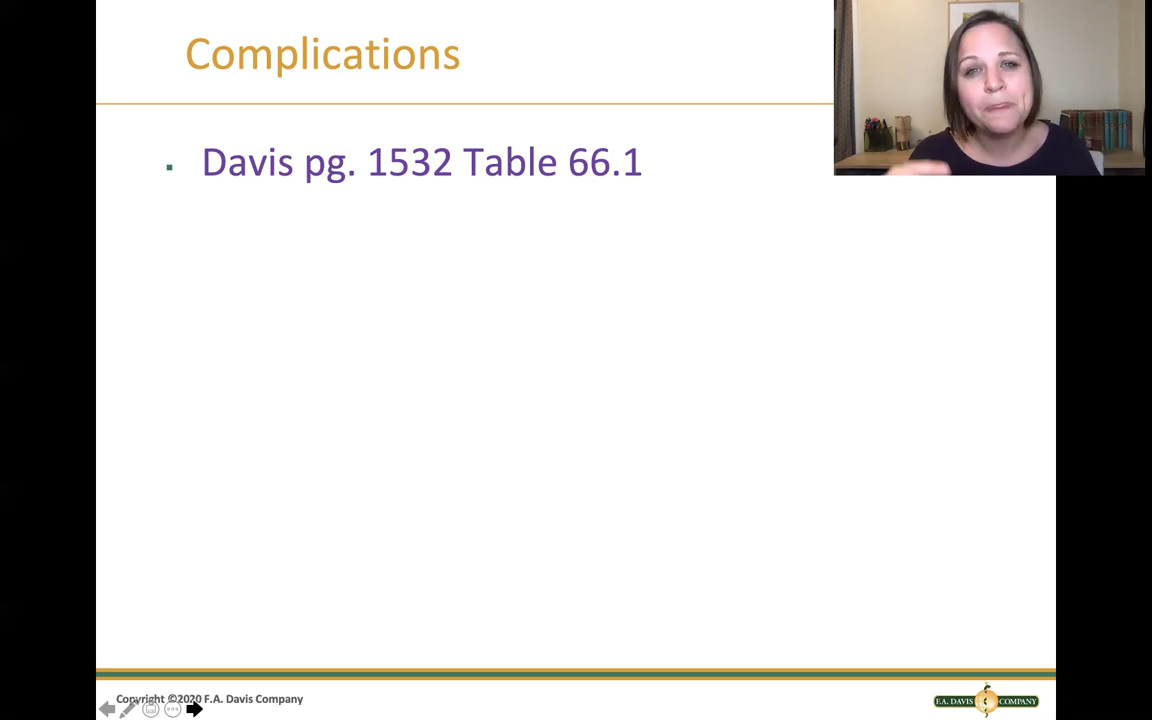 Complications
▪ Davis pg. 1532 Table 66.1
Copyright ©2020 F.A. Davis Company
F.A. DAVIS COMPANY